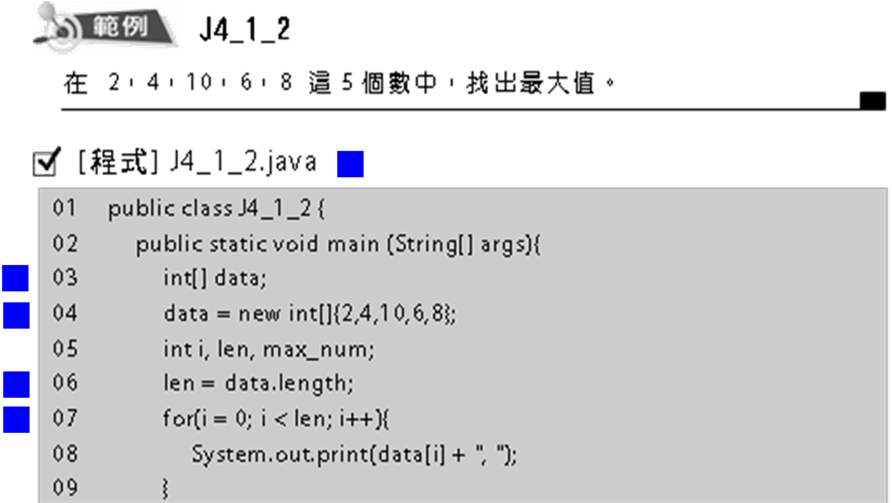 範例 J4_1_2
在 2，4，10，6，8 這 5 個數中，找出最大值。
[程式] J4_1_2.java
01 public class J4_1_2 {
02 public static void main (String[] args){
03 int[] data;
04 data = new int[]{2,4,10,6,8};
05 int i, len, max_num;
06 len = data.length;
07 for(i = 0; i < len; i++){
08 System.out.print(data[i] + ", ");
09 }